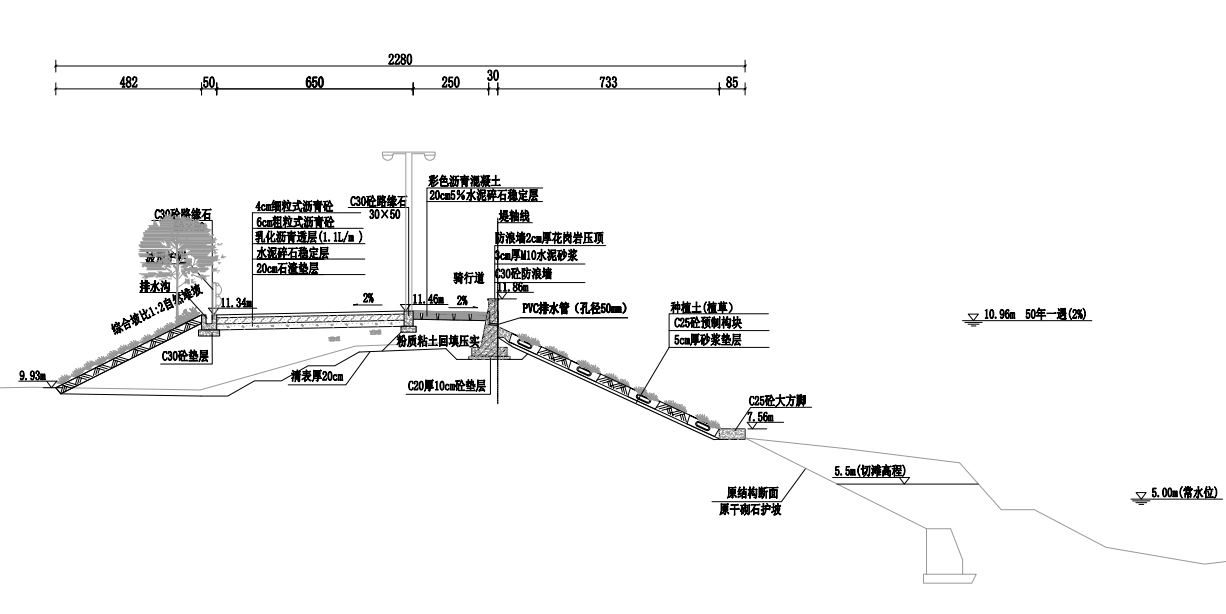 2280
482 50 650 250 30 733 85
彩色沥青混凝土
20cm5%水泥碎石稳定层
C30砼路缘石
30×50
C30砼路缘石
4cm细粒式沥青砼
6cm粗粒式沥青砼
乳化沥青透层(1.1L/m )
水泥碎石稳定层
20cm石渣垫层
堤轴线
防浪墙2cm厚花岗岩压顶
3cm厚M10水泥砂浆
C30砼防浪墙
11.86m
骑行道
排水沟
综合坡比1:2自然堆坡
11.34m
2%
11.46m
2%
PVC排水管（孔径50mm）
种植土(植草)
C25砼预制构块
5cm厚砂浆垫层
10.96m 50年一遇(2%)
粉质粘土回填压实
C30砼垫层
9.93m
清表厚20cm
C20厚10cm砼垫层
C25砼大方脚
7.56m
5.5m(切滩高程)
原结构断面
原干砌石护坡
5.00m(常水位)